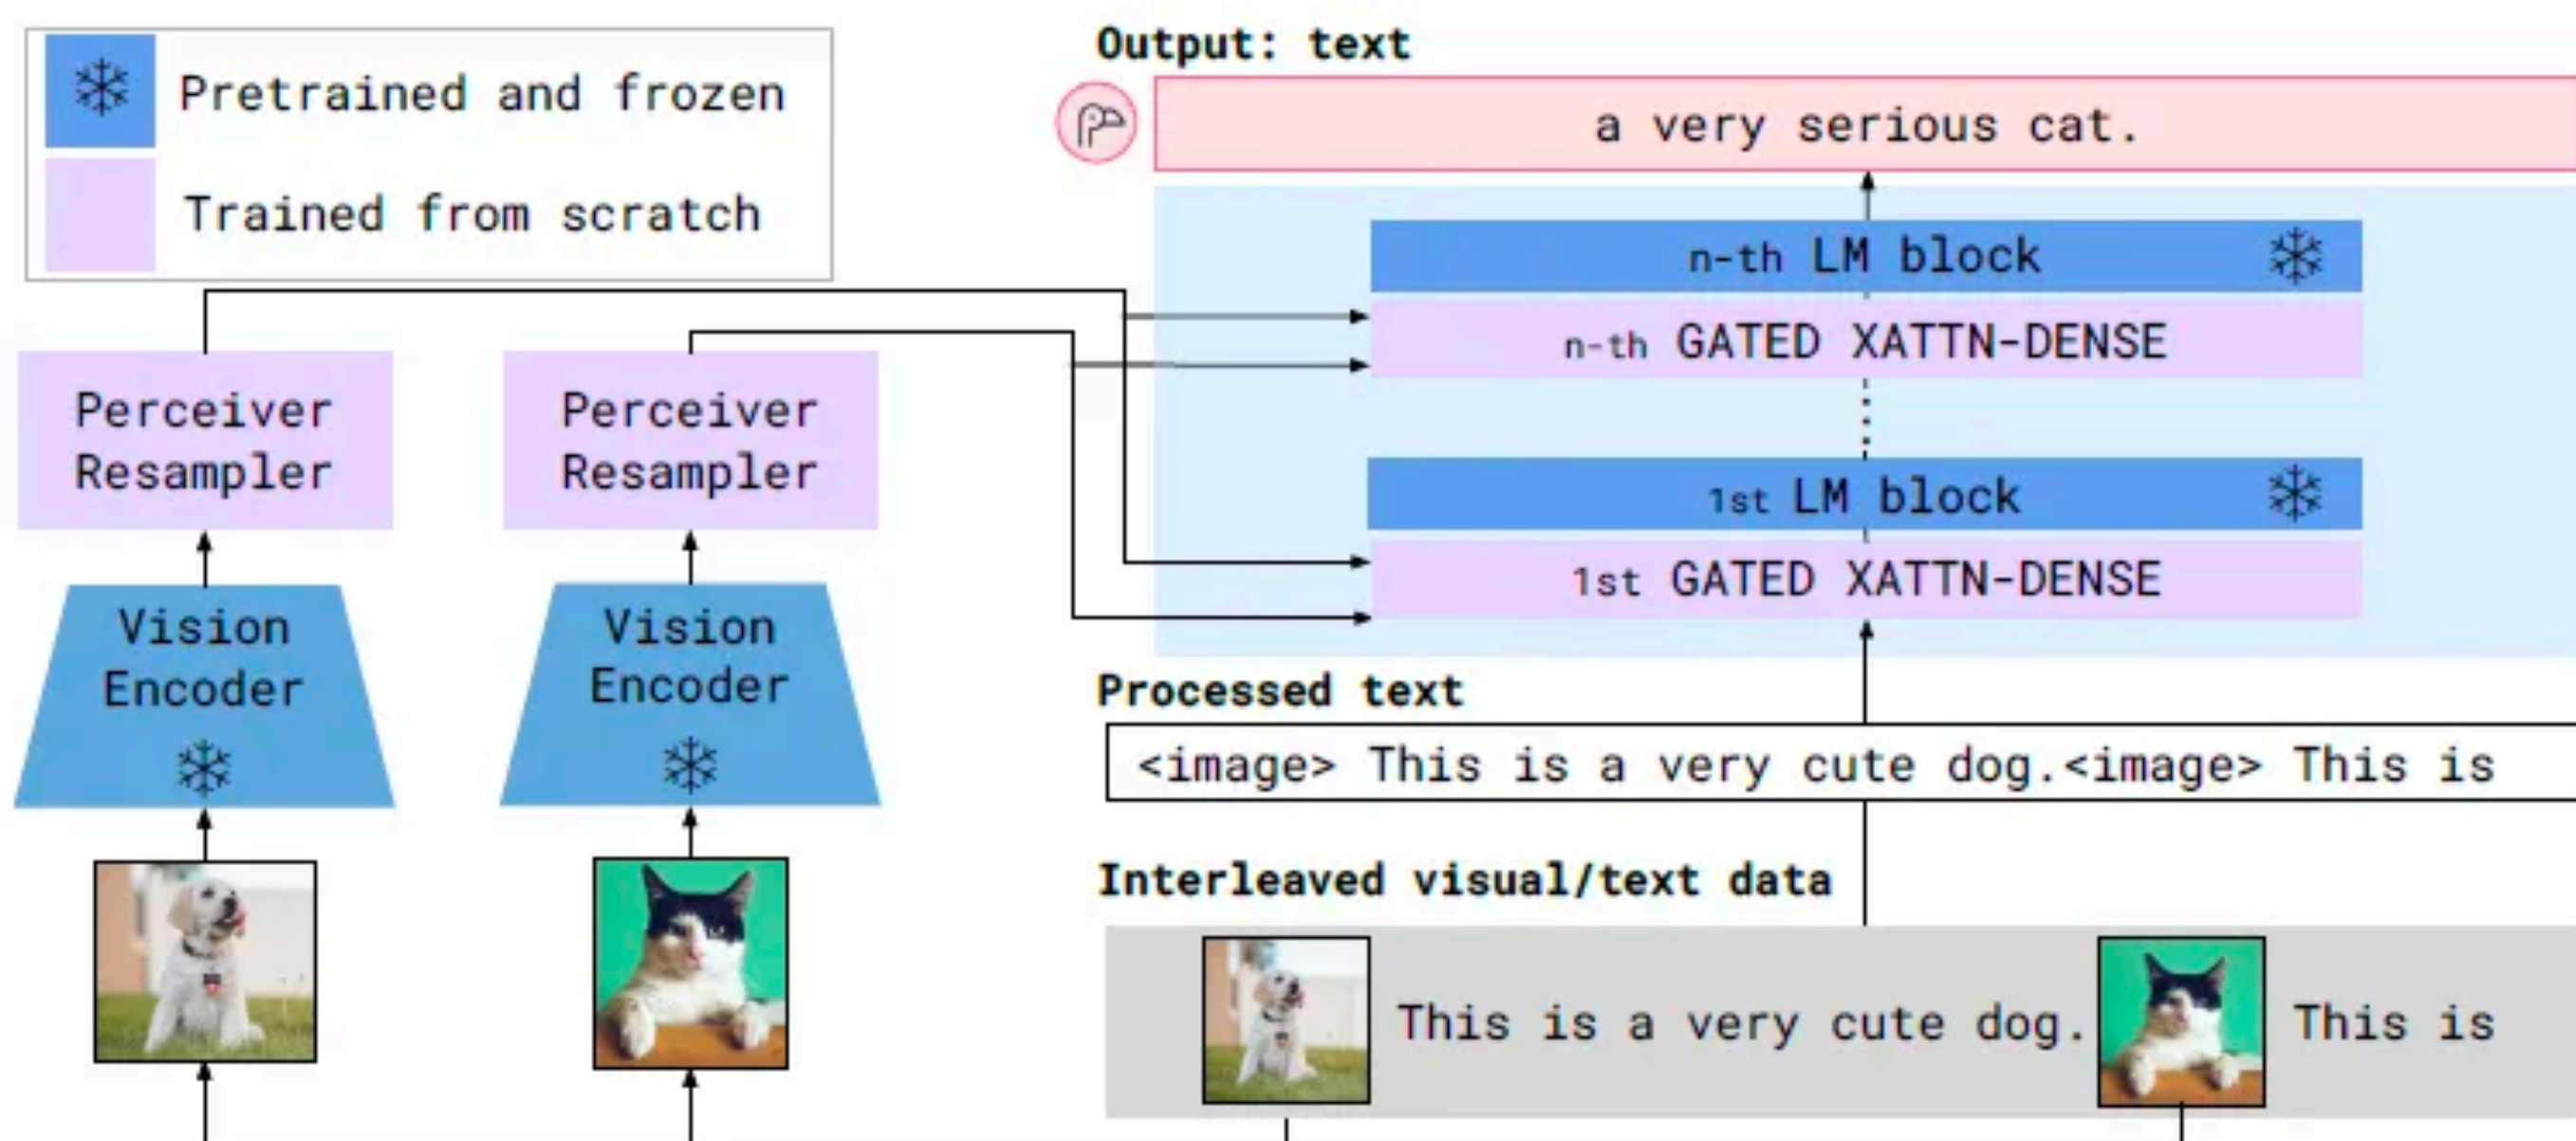 Pretrained and frozen
Trained from scratch
Output: text
a very serious cat.
n-th LM block
n-th GATED XATTN-DENSE
1st LM block
1st GATED XATTN-DENSE
Perceiver
Resampler
Perceiver
Resampler
Vision
Encoder
Vision
Encoder
Processed text
<image> This is a very cute dog.<image> This is
Interleaved visual/text data
This is a very cute dog.
This is